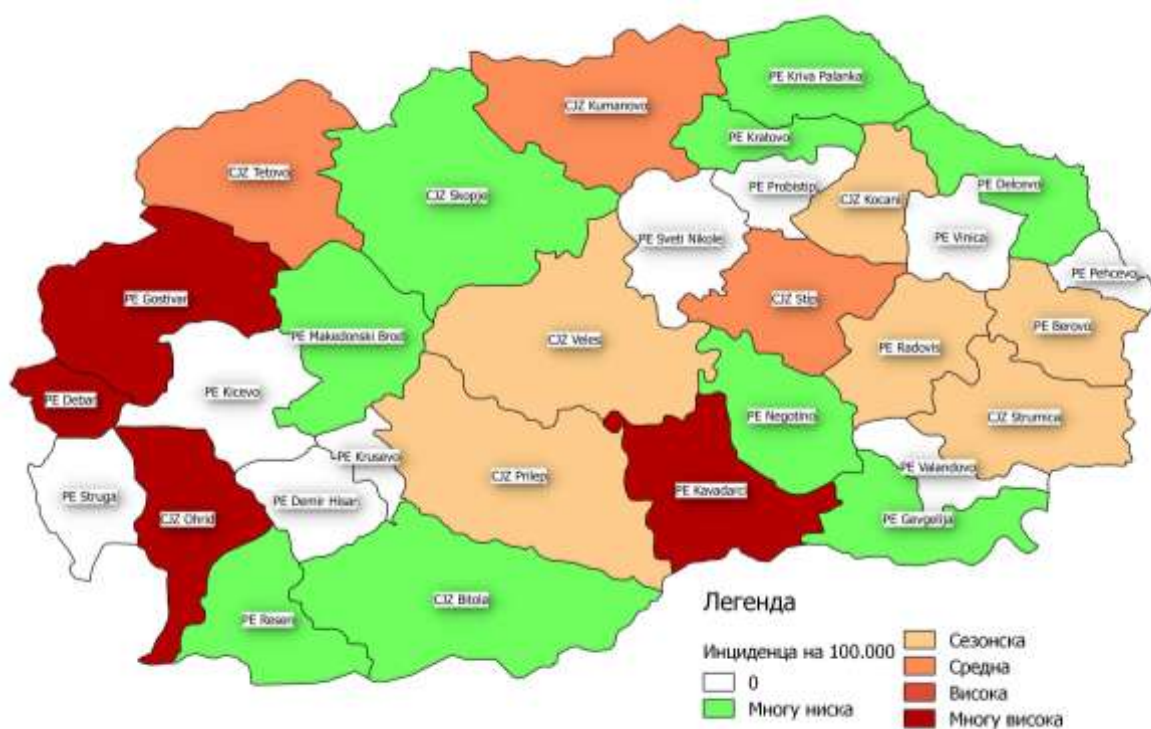 PE Kriva Palanka
CJZ Kumanovo
PE Kratovo
CJZ Tetovo
PE Probistip
PE Delcevo
CJZ Skopje
CJZ Kocani
PE Vinica
PE Sveti Nikole
PE Pehcevo
PE Gostivar
CJZ Stip
PE Berovo
PE Makedonski Brod
CJZ Veles
PE Radovis
PE Debar
PE Kicevo
PE Negotino
CJZ Strumica
PE Krusevo
PE Valandovo
CJZ Prilep
PE Kavadarci
PE Struga
PE Demir Hisar
CJZ Ohrid
PE Gevgelija
CJZ Bitola
PE Resen
Легенда
Инциденца на 100.000
0
Многу ниска
Сезонска
Средна
Висока
Многу висока